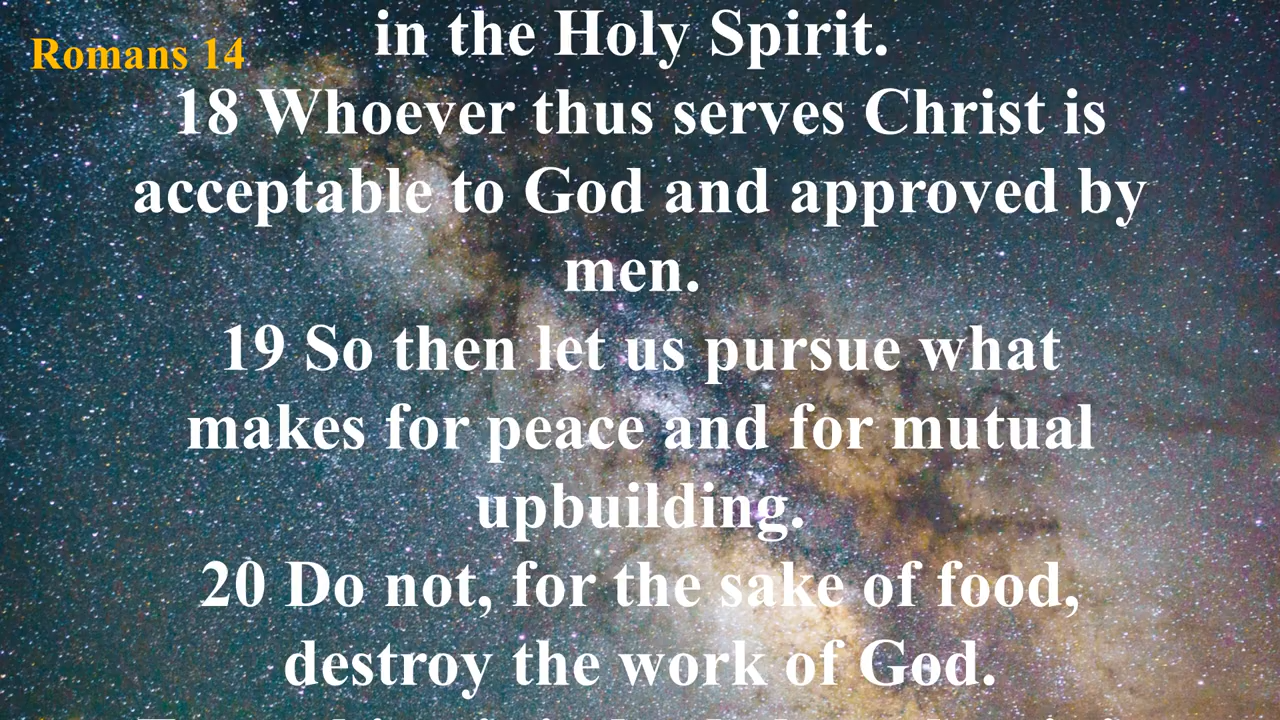 Romans 14
in the Holy Spirit.
18 Whoever thus serves Christ is
acceptable to God and approved by
men.
19 So then let us pursue what
makes for peace and for mutual
upbuilding.
20 Do not, for the sake of food,
destroy the work of God.